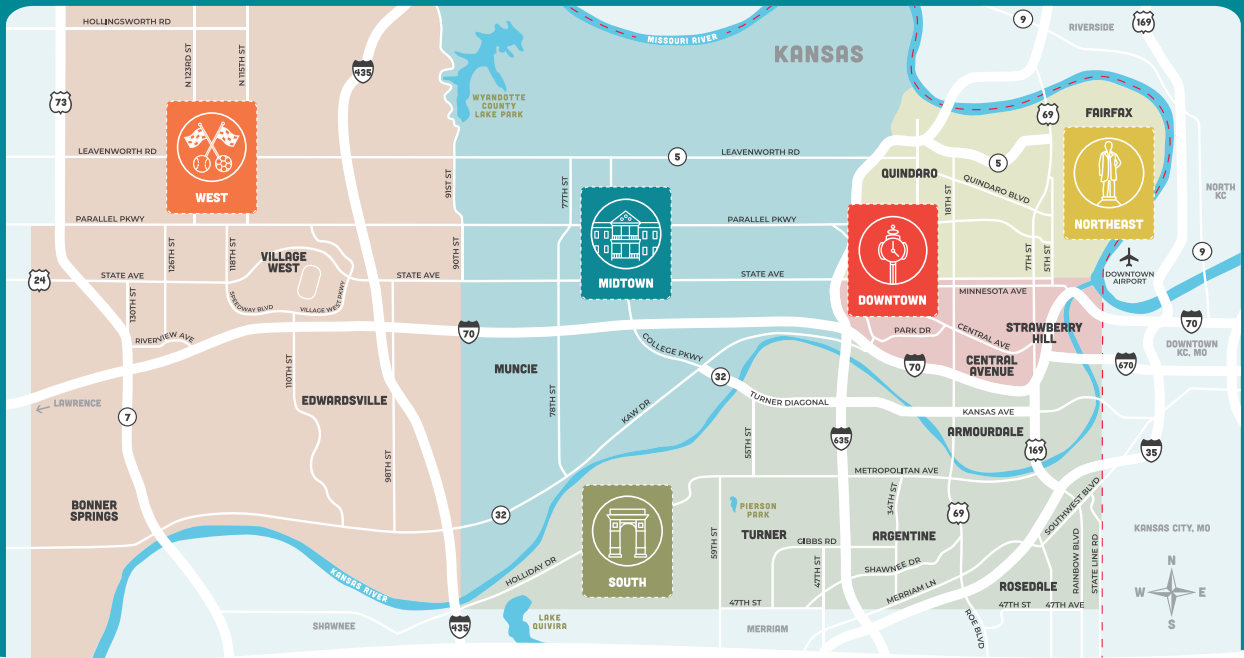 HOLLINGSWORTH RD
N 123RD ST
N 115TH ST
73
435
WYANDOTTE
COUNTY
LAKE PARK
MISSOURI RIVER
KANSAS
9
RIVERSIDE
169
69
FAIRFAX
WEST
LEAVENWORTH RD
5
LEAVENWORTH RD
5
QUINDARO
QUINDARO BLVD
18TH ST
NORTHEAST
NORTH
KC
91ST ST
77TH ST
PARALLEL PKWY
PARALLEL PKWY
126TH ST
118TH ST
VILLAGE
WEST
90TH ST
MIDTOWN
DOWNTOWN
7TH ST
5TH ST
9
DOWNTOWN
AIRPORT
24
STATE AVE
STATE AVE
STATE AVE
MINNESOTA AVE
130TH ST
SPEEDWAY BLVD
VILLAGE WEST PKWY
RIVERVIEW AVE
70
COLLEGE PKWY
PARK DR
CENTRAL AVE
STRAWBERRY
HILL
70
DOWNTOWN
KC, MO
110TH ST
MUNCIE
32
70
CENTRAL
AVENUE
670
LAWRENCE
7
EDWARDSVILLE
78TH ST
KAW DR
TURNER DIAGONAL
KANSAS AVE
55TH ST
635
ARMOURDALE
169
35
98TH ST
METROPOLITAN AVE
BONNER
SPRINGS
32
PIERSON
PARK
34TH ST
69
SOUTHWEST BLVD
59TH ST
TURNER
GIBBS RD
ARGENTINE
KANSAS CITY, MO
KANSAS RIVER
HOLLIDAY DR
SOUTH
47TH ST
SHAWNEE DR
MERRIAM LN
ROSEDALE
RAINBOW BLVD
STATE LINE RD
N
W
E
S
47TH ST
47TH ST
47TH AVE
SHAWNEE
435
LAKE
QUIVIRA
MERRIAM
ROE BLVD